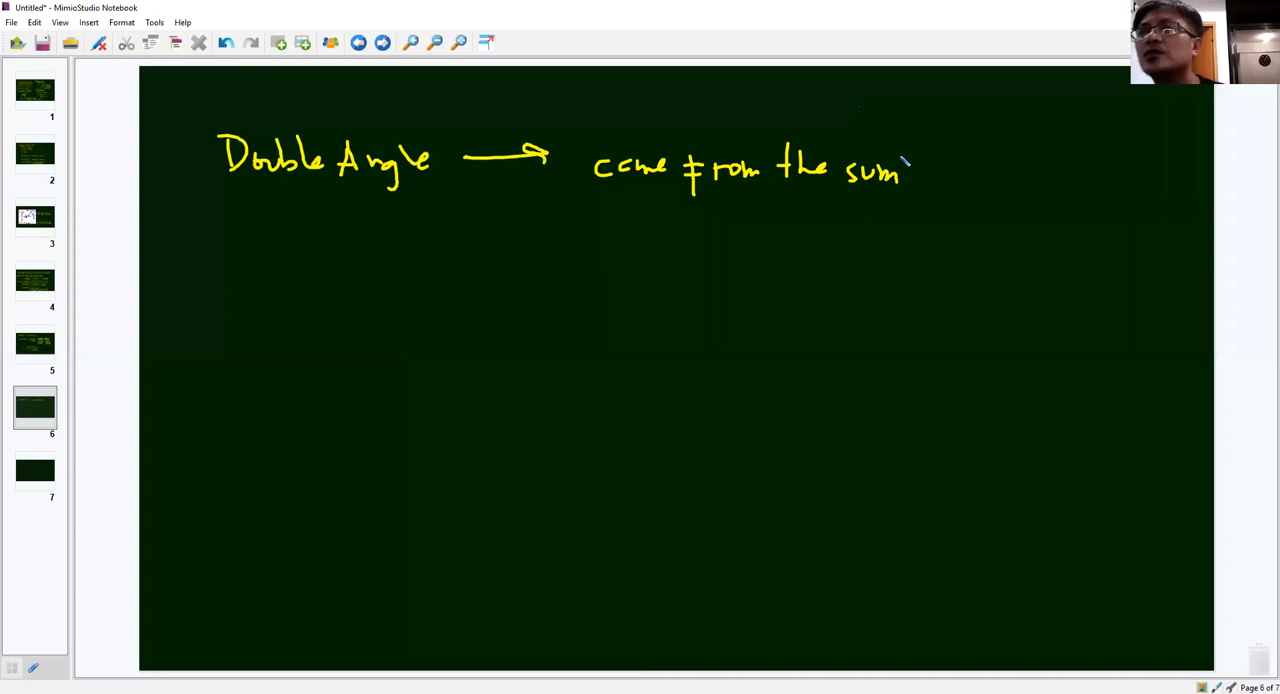 Untitled* - MimioStudio Notebook
File Edit View Insert Format Tools Help
Double Angle → come from the sum
1
2
3
4
5
6
7
Page 6 of 7